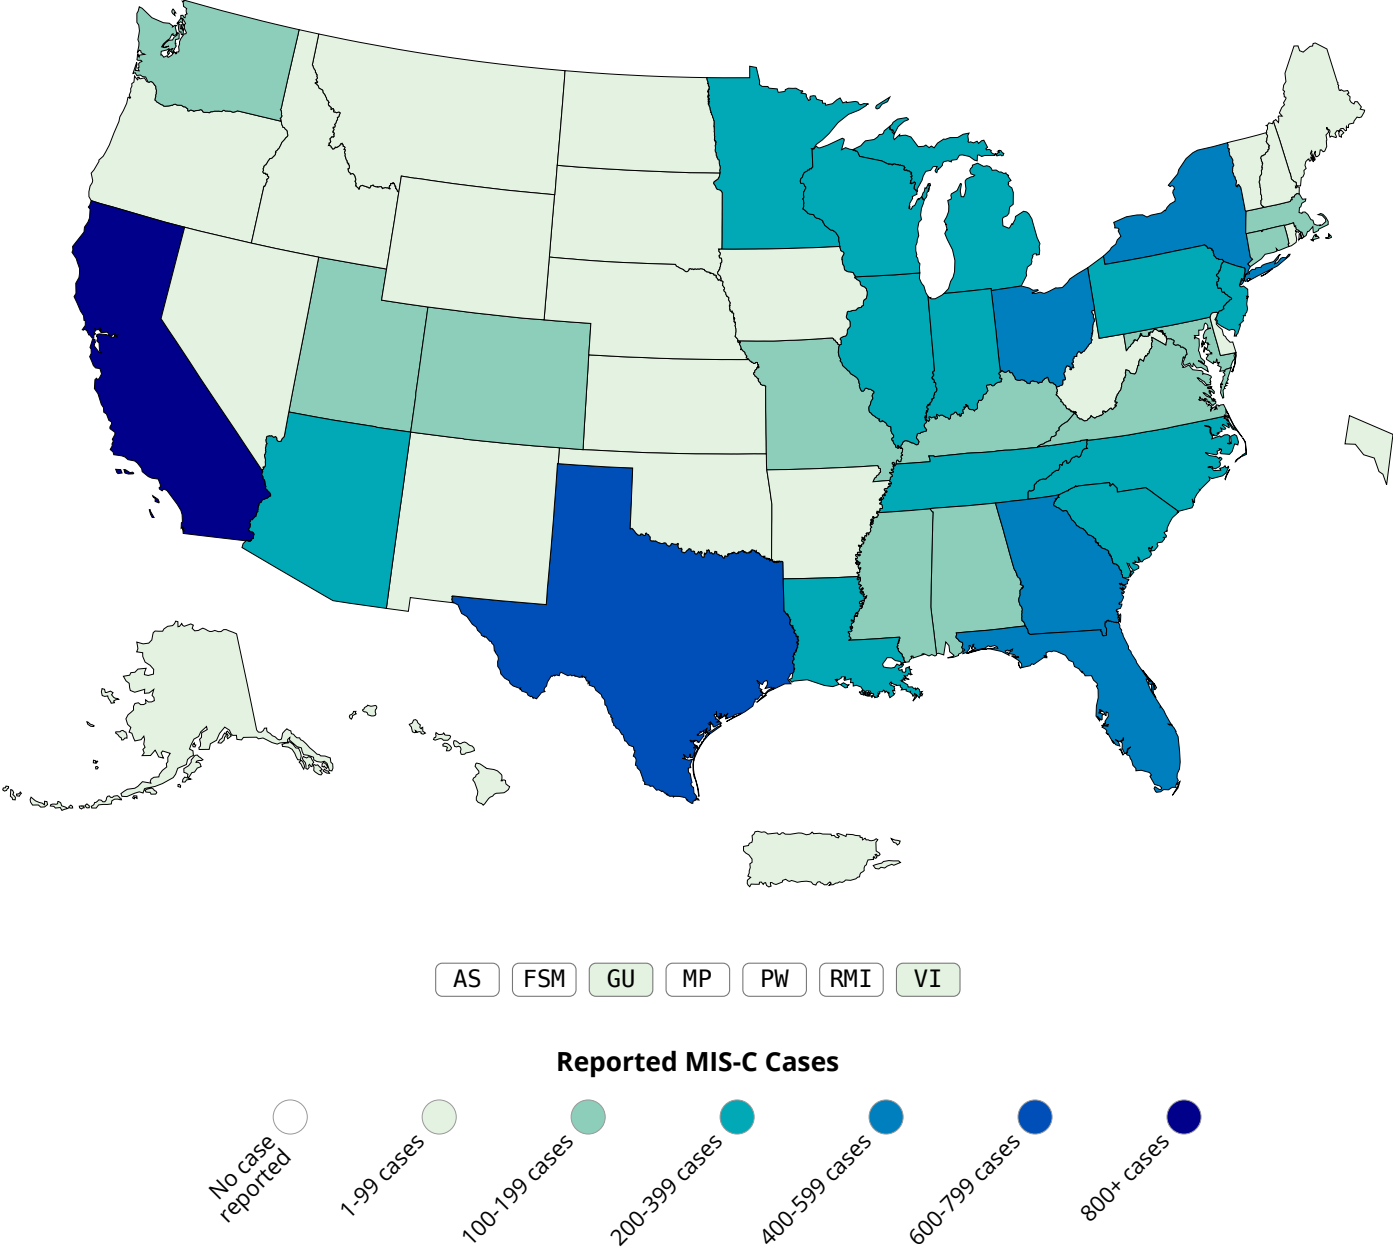 AS FSM GU MP PW RMI VI
Reported MIS-C Cases
No case
reported
1-99 cases
100-199 cases
200-399 cases
400-599 cases
600-799 cases
800+ cases